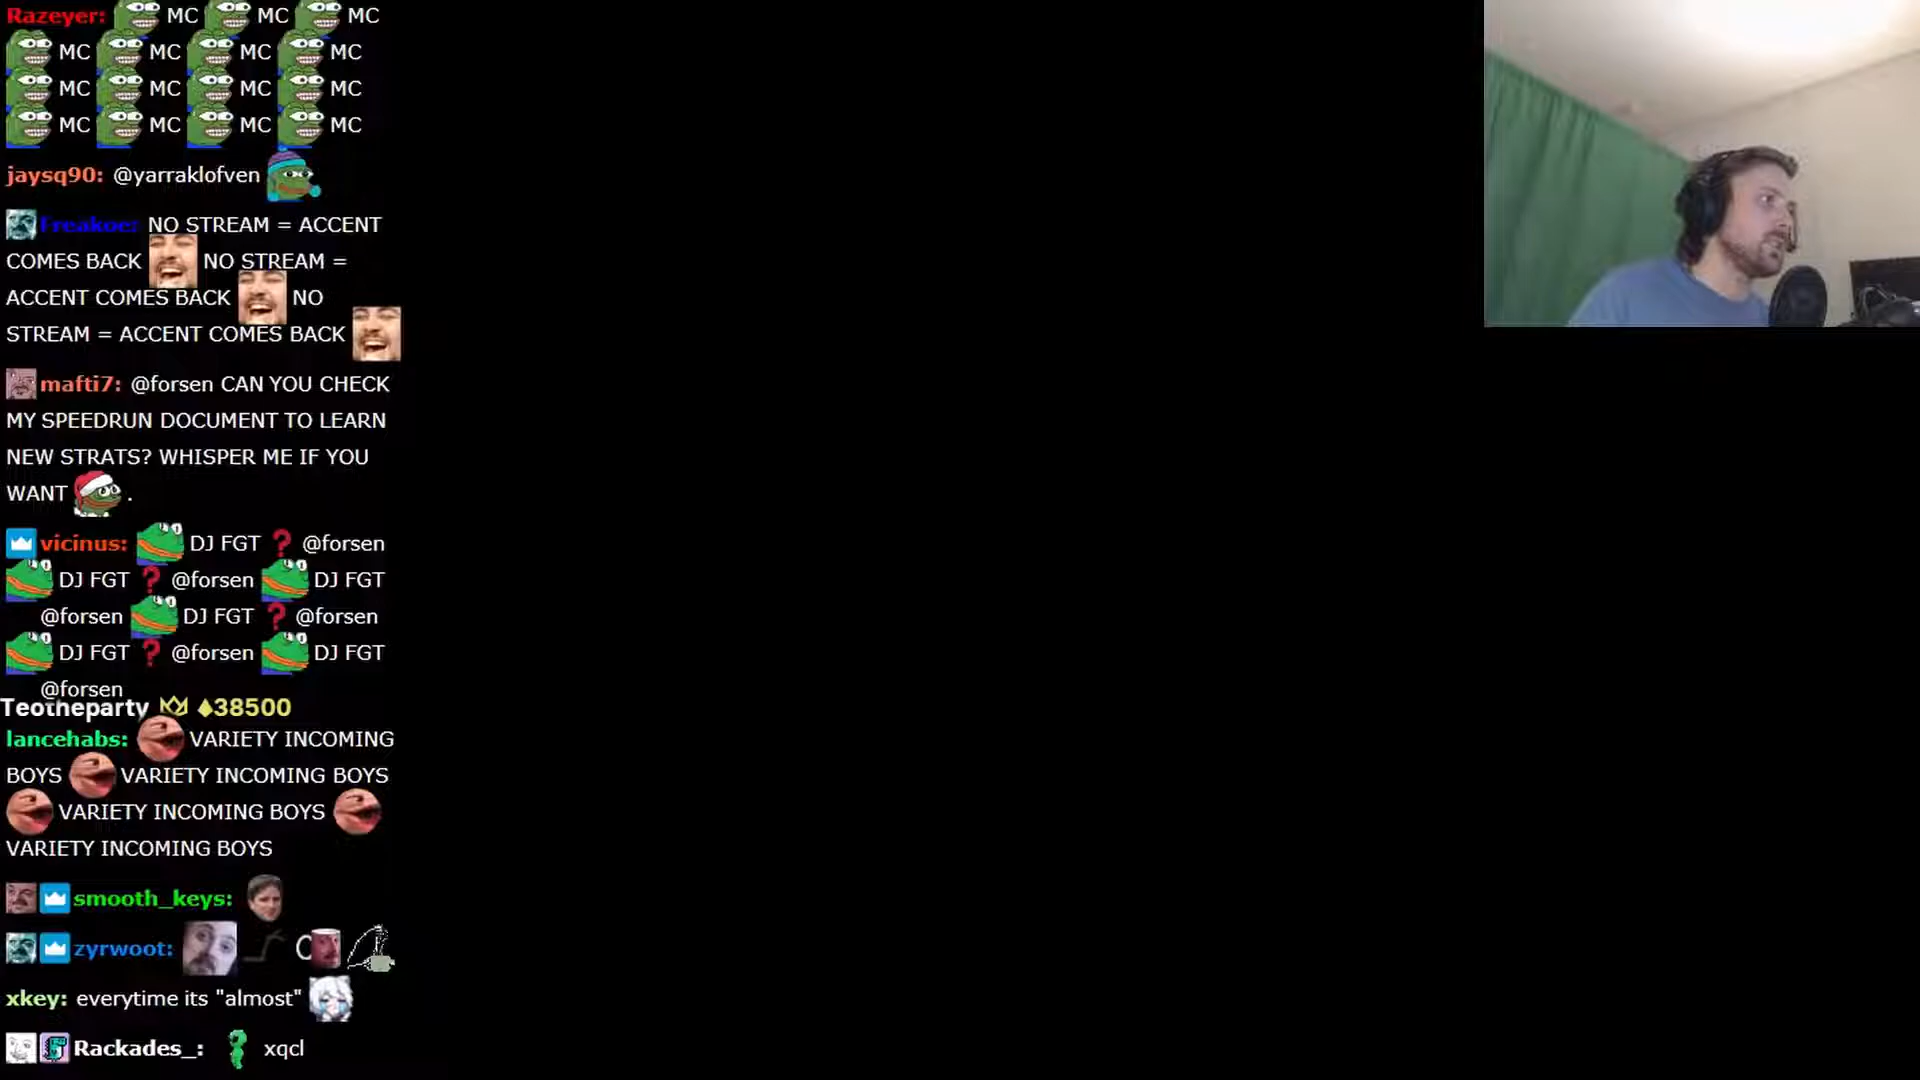 Razeyer: MC MC MC
MC MC MC MC
MC MC MC MC
MC MC MC MC
jaysq90: @yarraklofven
Freakoe: NO STREAM = ACCENT
COMES BACK NO STREAM =
ACCENT COMES BACK NO
STREAM = ACCENT COMES BACK
mafti7: @forsen CAN YOU CHECK
MY SPEEDRUN DOCUMENT TO LEARN
NEW STRATS? WHISPER ME IF YOU
WANT .
vicinus: DJ FGT ❓ @forsen
DJ FGT ❓ @forsen DJ FGT
@forsen DJ FGT ❓ @forsen
DJ FGT ❓ @forsen DJ FGT
@forsen
Teotheparty 38500
lancehabs: VARIETY INCOMING
BOYS VARIETY INCOMING BOYS
VARIETY INCOMING BOYS
VARIETY INCOMING BOYS
smooth_keys:
zyrwoot:
xkey: everytime its "almost"
Rackades_: xqcl